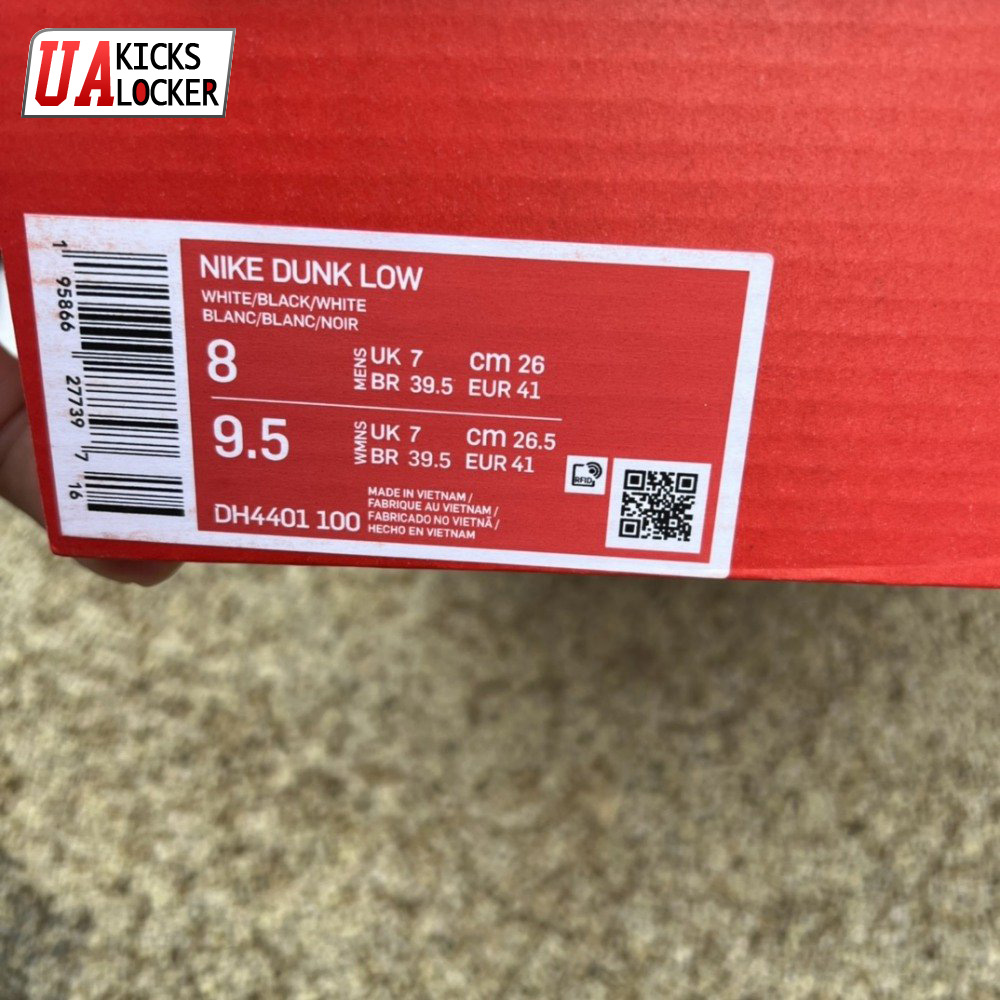 UA KICKS
LOCKER
NIKE DUNK LOW
WHITE/BLACK/WHITE
BLANC/BLANC/NOIR
8 MENS UK 7 cm 26
BR 39.5 EUR 41
9.5 WMNS UK 7 cm 26.5
BR 39.5 EUR 41
RFID
DH4401 100
MADE IN VIETNAM /
FABRIQUE AU VIETNAM /
FABRICADO NO VIETNÃ /
HECHO EN VIETNAM
1 95866 27739 7 16